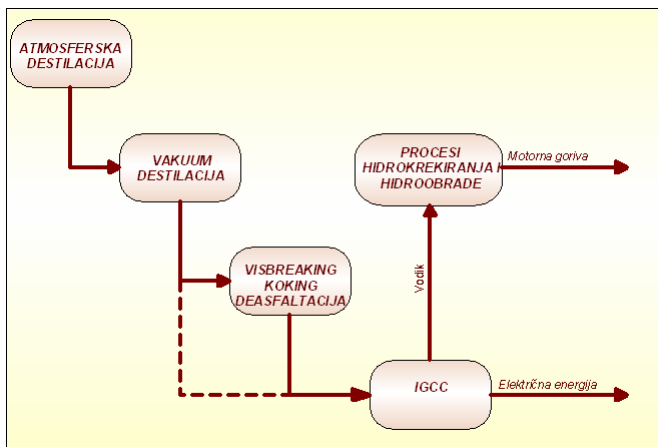 ATMOSFERSKA
DESTILACIJA
VAKUUM
DESTILACIJA
PROCESI
HIDROKREKIRANJA I
HIDROOBRADE
Motorna goriva
VISBREAKING
KOKING
DEASFALTACIJA
Vodik
IGCC
Električna energija